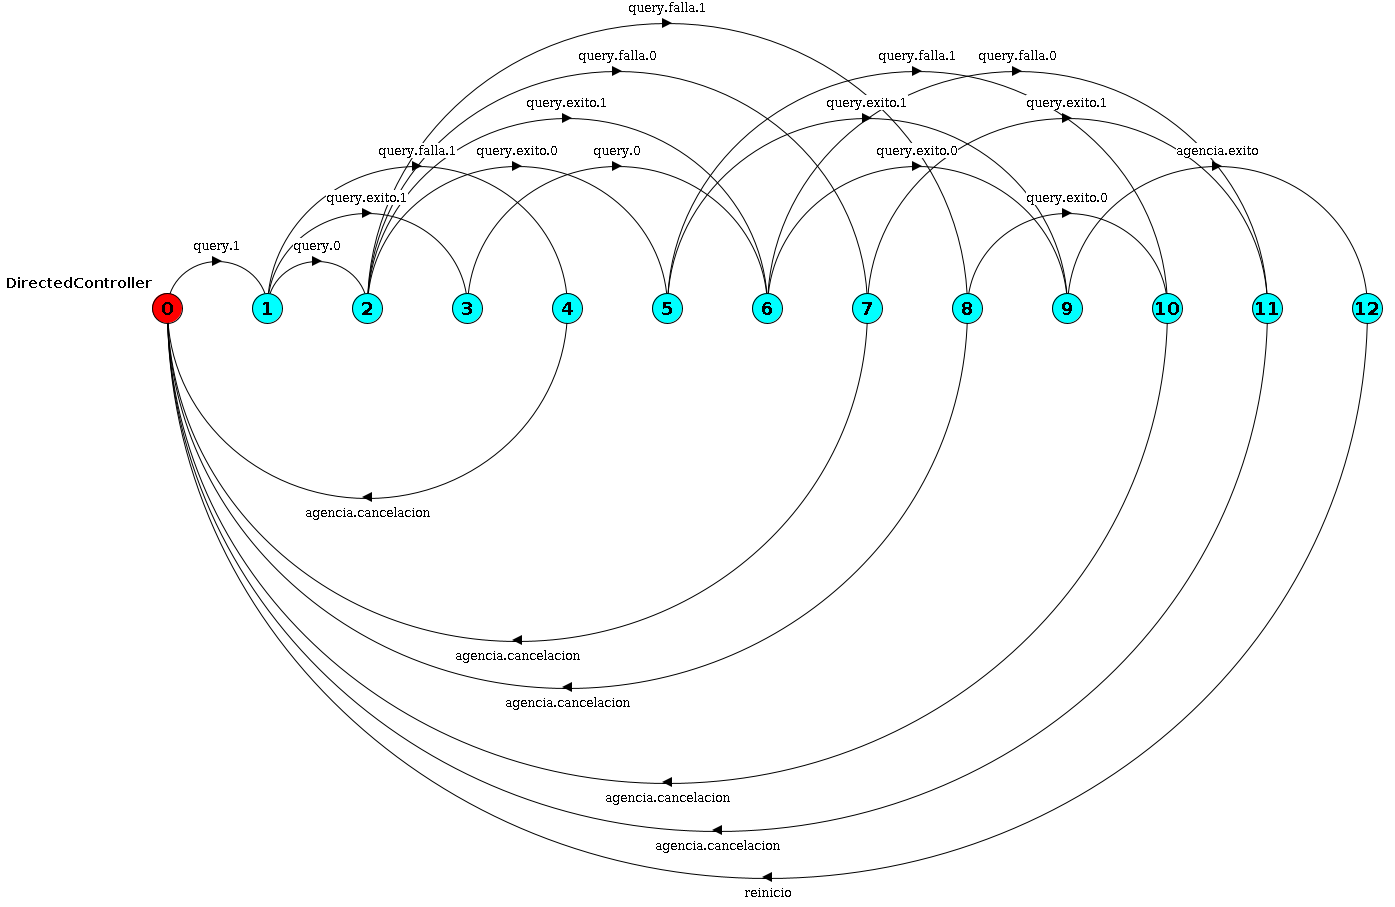 query.falla.1
query.falla.0
query.falla.1
query.falla.0
query.exito.1
query.exito.1
query.exito.1
query.falla.1
query.exito.0
query.0
query.exito.0
agencia.exito
query.exito.1
query.exito.0
query.1
query.0
DirectedController
0
1
2
3
4
5
6
7
8
9
10
11
12
agencia.cancelacion
agencia.cancelacion
agencia.cancelacion
agencia.cancelacion
agencia.cancelacion
reinicio